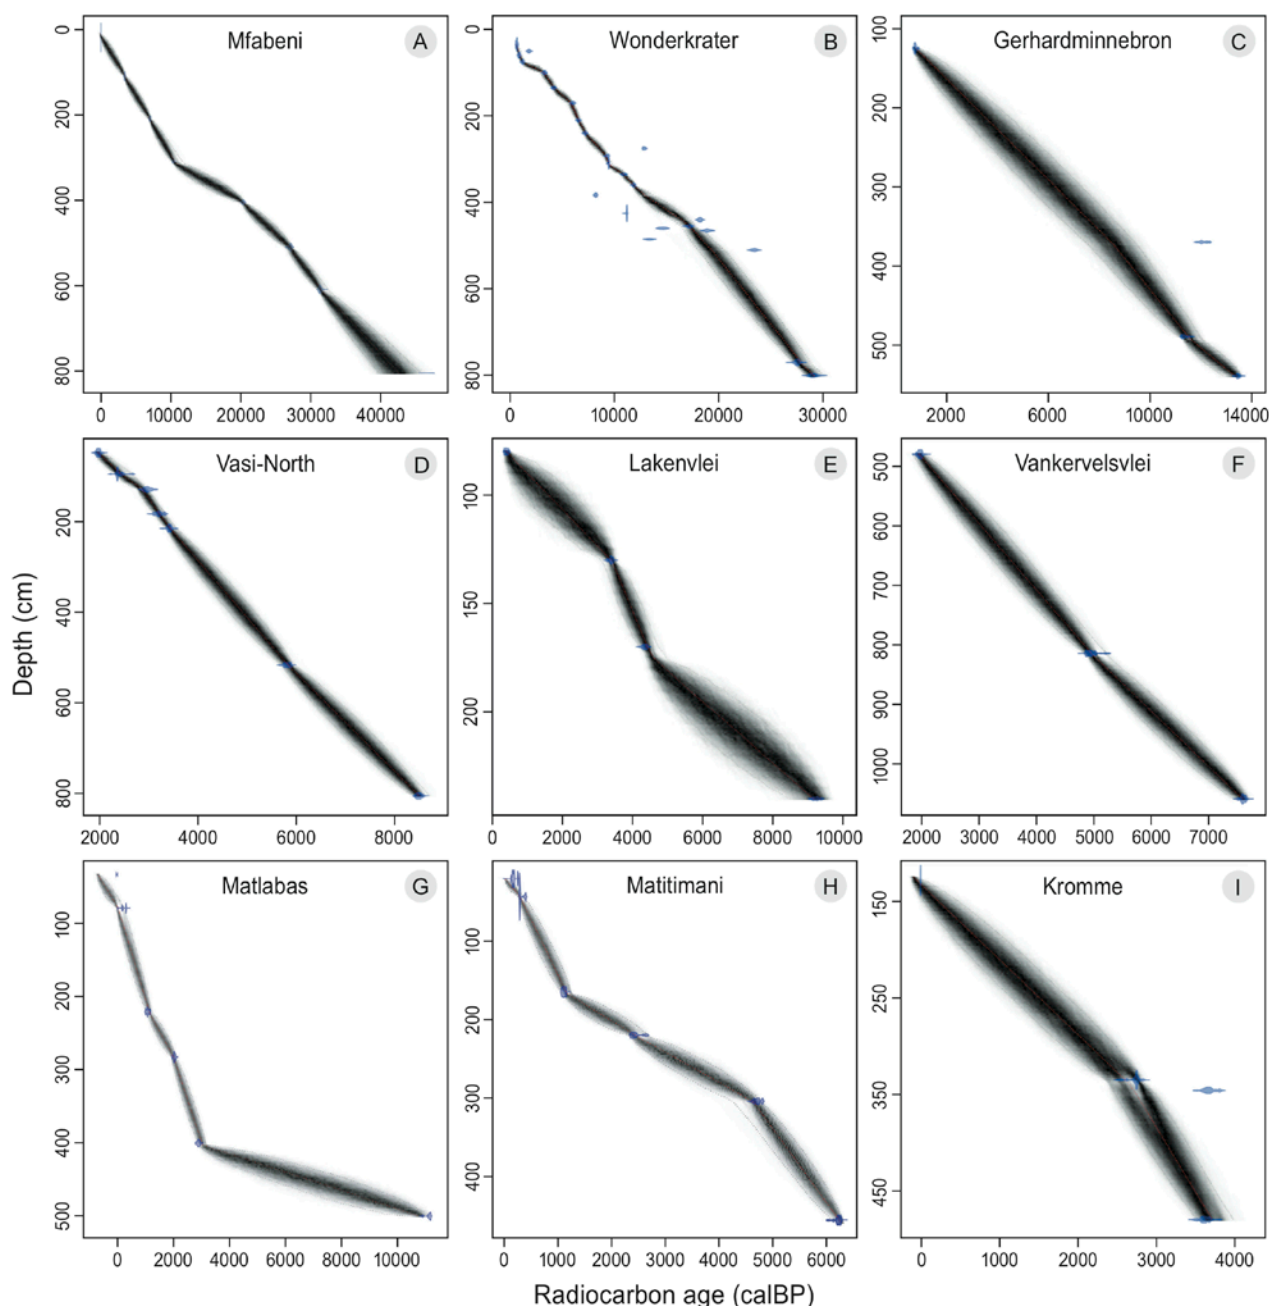 Mfabeni A
0
200
400
600
800
0 10000 20000 30000 40000
Wonderkrater B
0
200
400
600
800
0 10000 20000 30000
Gerhardminnebron C
100
200
300
400
500
2000 6000 10000 14000
Vasi-North D
200
400
600
800
2000 4000 6000 8000
Lakenvlei E
100
150
200
0 2000 4000 6000 8000 10000
Vankervelsvlei F
500
600
700
800
900
1000
2000 3000 4000 5000 6000 7000
Depth (cm)
Matlabas G
100
200
300
400
500
0 2000 4000 6000 8000 10000
Matitimani H
100
200
300
400
0 1000 2000 3000 4000 5000 6000
Kromme I
150
250
350
450
0 1000 2000 3000 4000
Radiocarbon age (calBP)